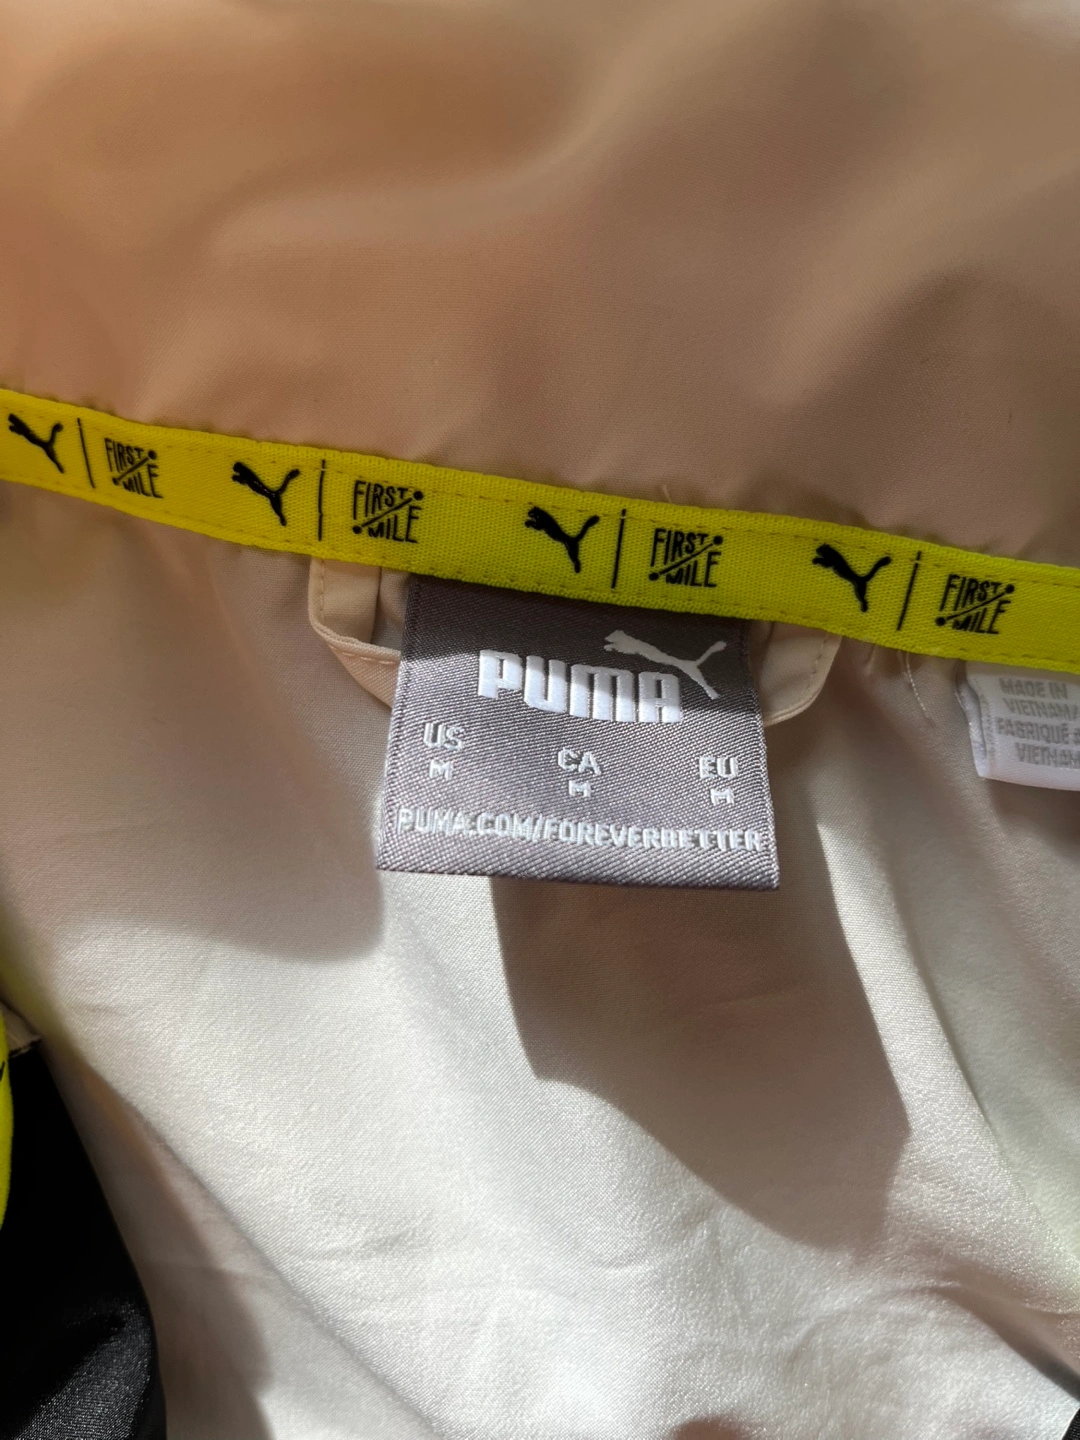 FIRST
MILE
FIRST
MILE
FIRST
MILE
FIRST
MILE
PUMA
US
M
CA
M
EU
M
PUMA.COM/FOREVERBETTER
MADE IN
VIETNAM/
FABRIQUÉ
VIETNAM